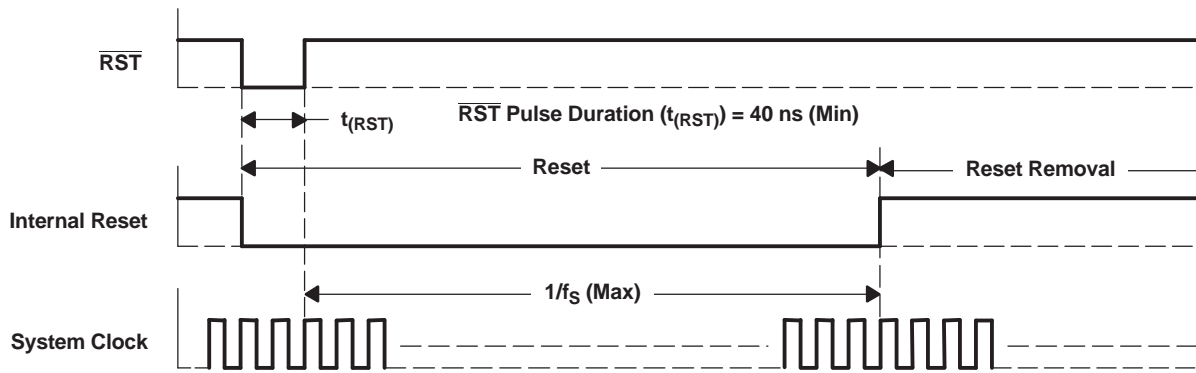 RST
t(RST)
RST Pulse Duration (t(RST)) = 40 ns (Min)
Reset
Reset Removal
Internal Reset
1/fS (Max)
System Clock